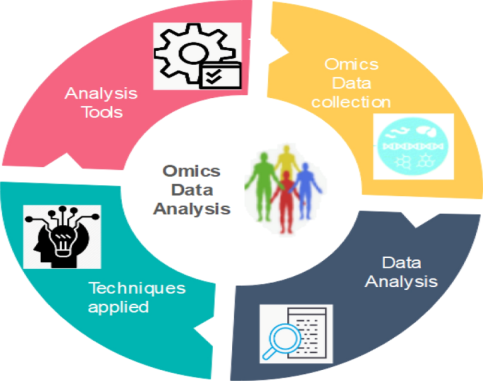 Analysis
Tools
Omics
Data
collection
Omics
Data
Analysis
Data
Analysis
Techniques
applied